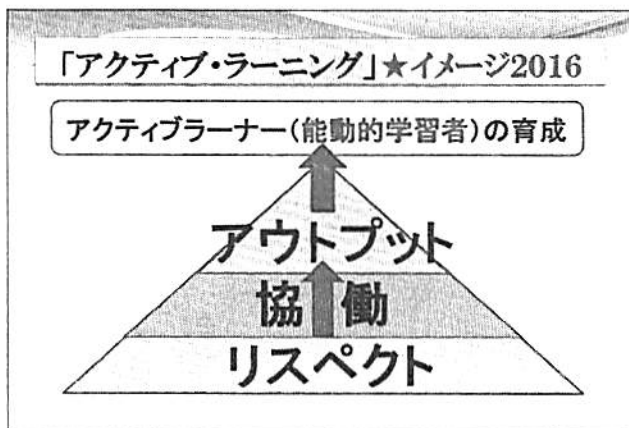 「アクティブ・ラーニング」★イメージ2016
アクティブラーナー(能動的学習者)の育成
アウトプット
協働
リスペクト